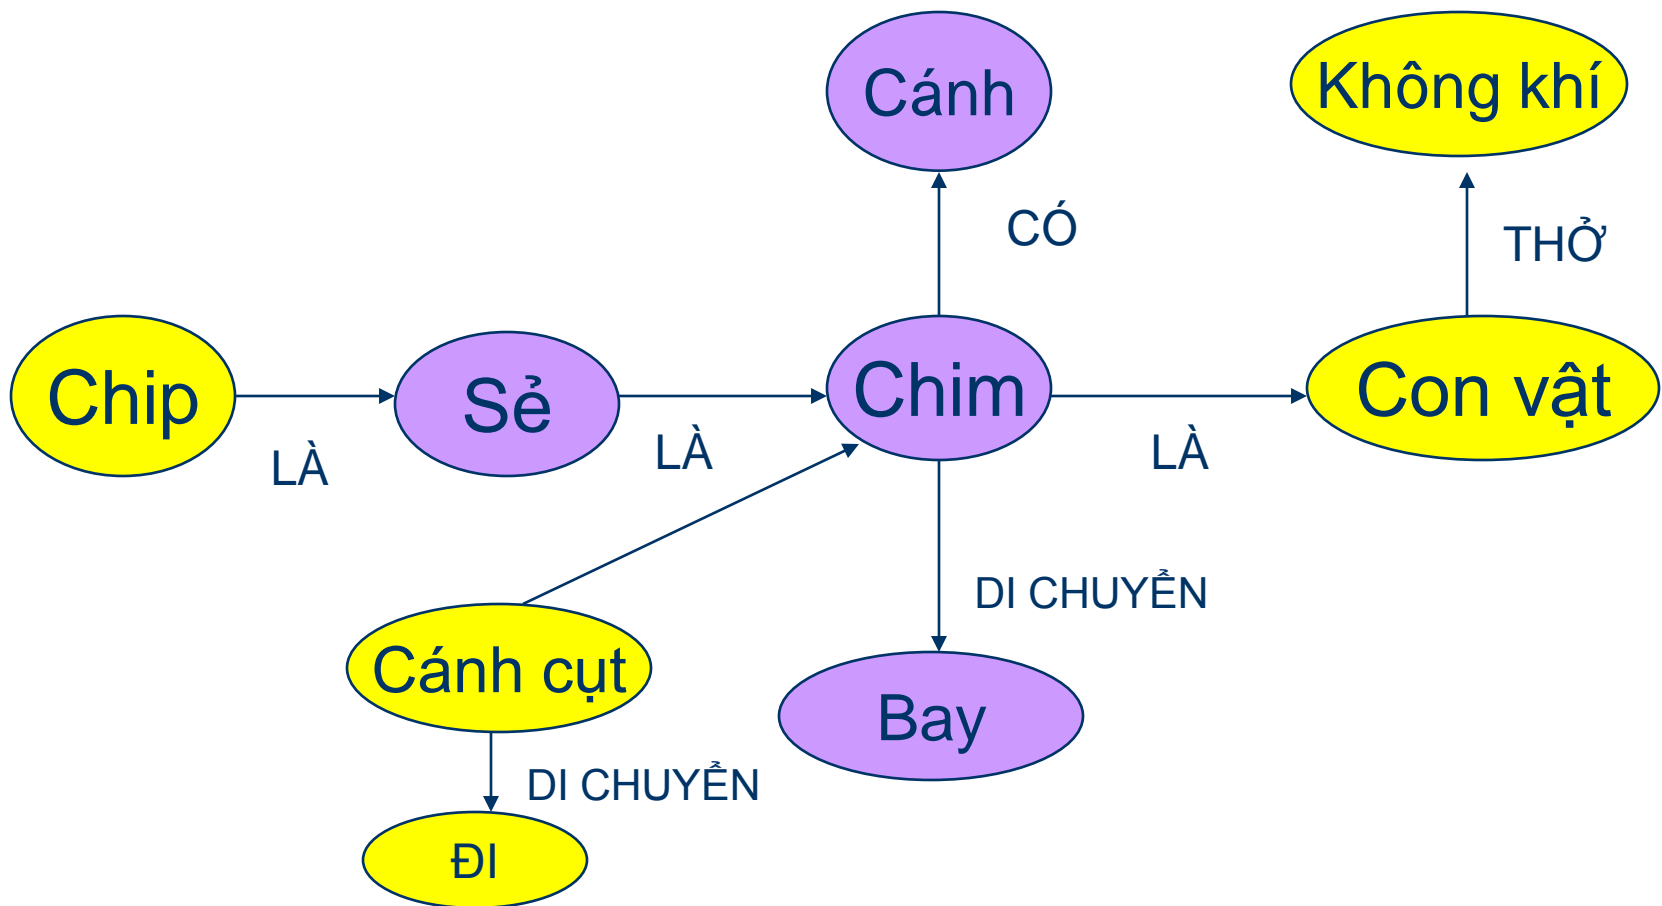 Cánh
Không khí
CÓ
THỞ
Chip
Sẻ
Chim
Con vật
LÀ
LÀ
LÀ
DI CHUYỂN
Cánh cụt
Bay
DI CHUYỂN
ĐI